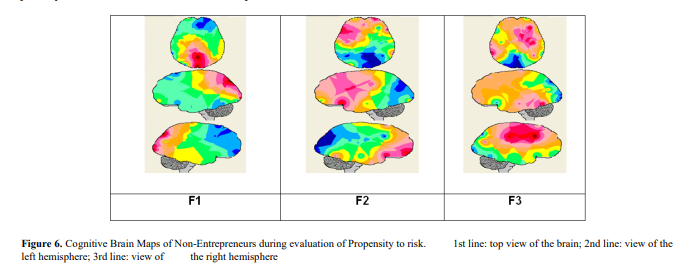 F1 F2 F3
Figure 6. Cognitive Brain Maps of Non-Entrepreneurs during evaluation of Propensity to risk. 1st line: top view of the brain; 2nd line: view of the
left hemisphere; 3rd line: view of the right hemisphere